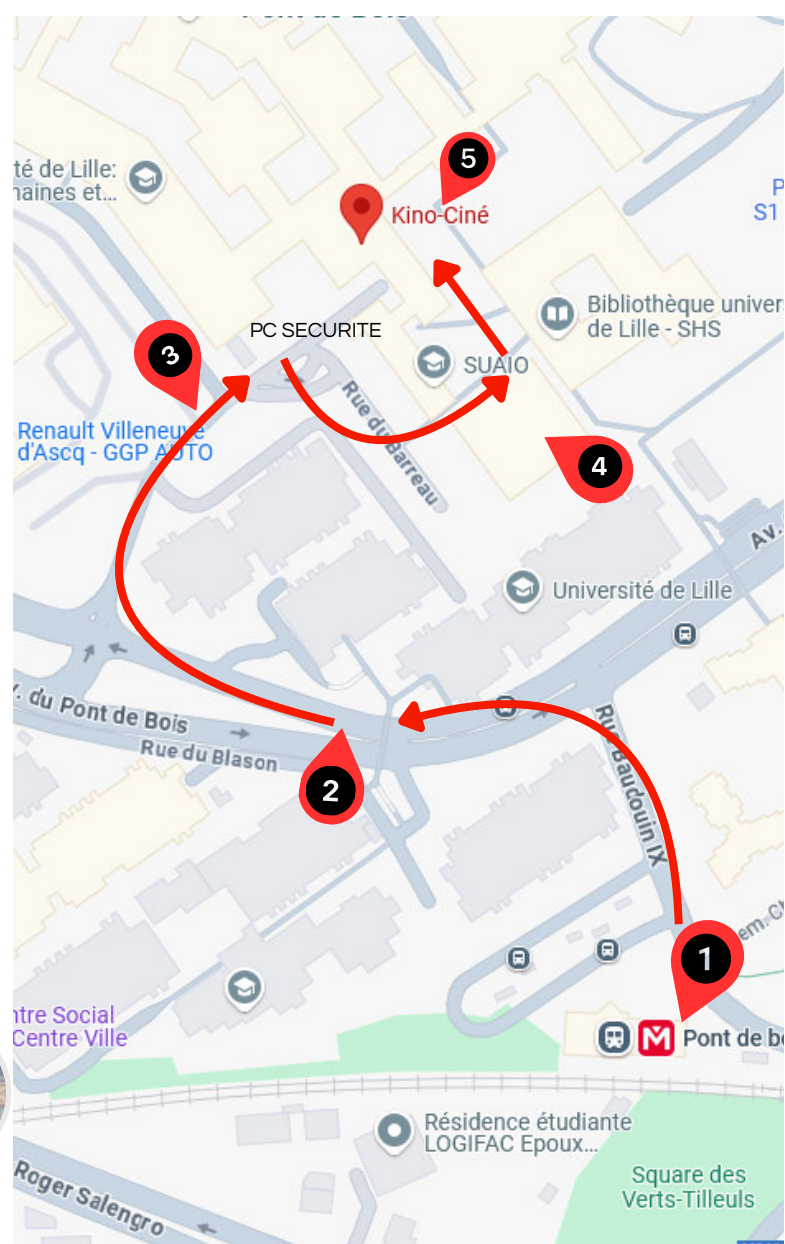 Pont de Bois
5
té de Lille:
naines et...
Kino-Ciné
S1
Bibliothèque univer
de Lille - SHS
PC SECURITE
3
SUAIO
Rue du Barreau
Renault Villeneuve
d'Ascq - GGP AUTO
4
Av.
Université de Lille
. du Pont de Bois
Rue du Blason
Rue Baudouin IX
2
1
em. Ch
ntre Social
Centre Ville
M
Pont de bo
Résidence étudiante
LOGIFAC Epoux...
Roger Salengro
Square des
Verts-Tilleuls